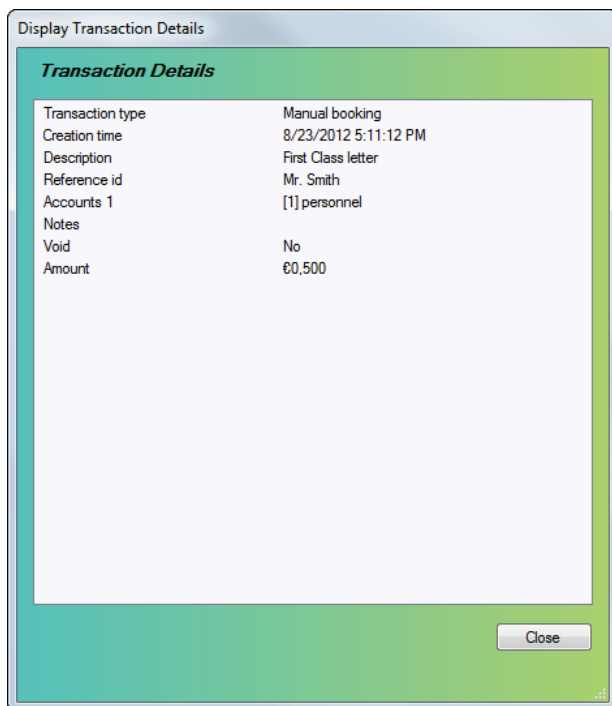 Display Transaction Details
Transaction Details
Transaction type Manual booking
Creation time 8/23/2012 5:11:12 PM
Description First Class letter
Reference id Mr. Smith
Accounts 1 [1] personnel
Notes
Void No
Amount €0,500
Close